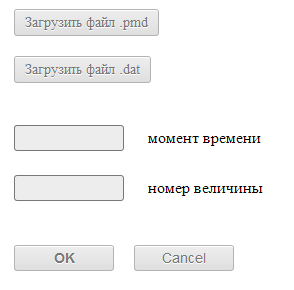 Загрузить файл .pmd
Загрузить файл .dat
момент времени
номер величины
OK Cancel